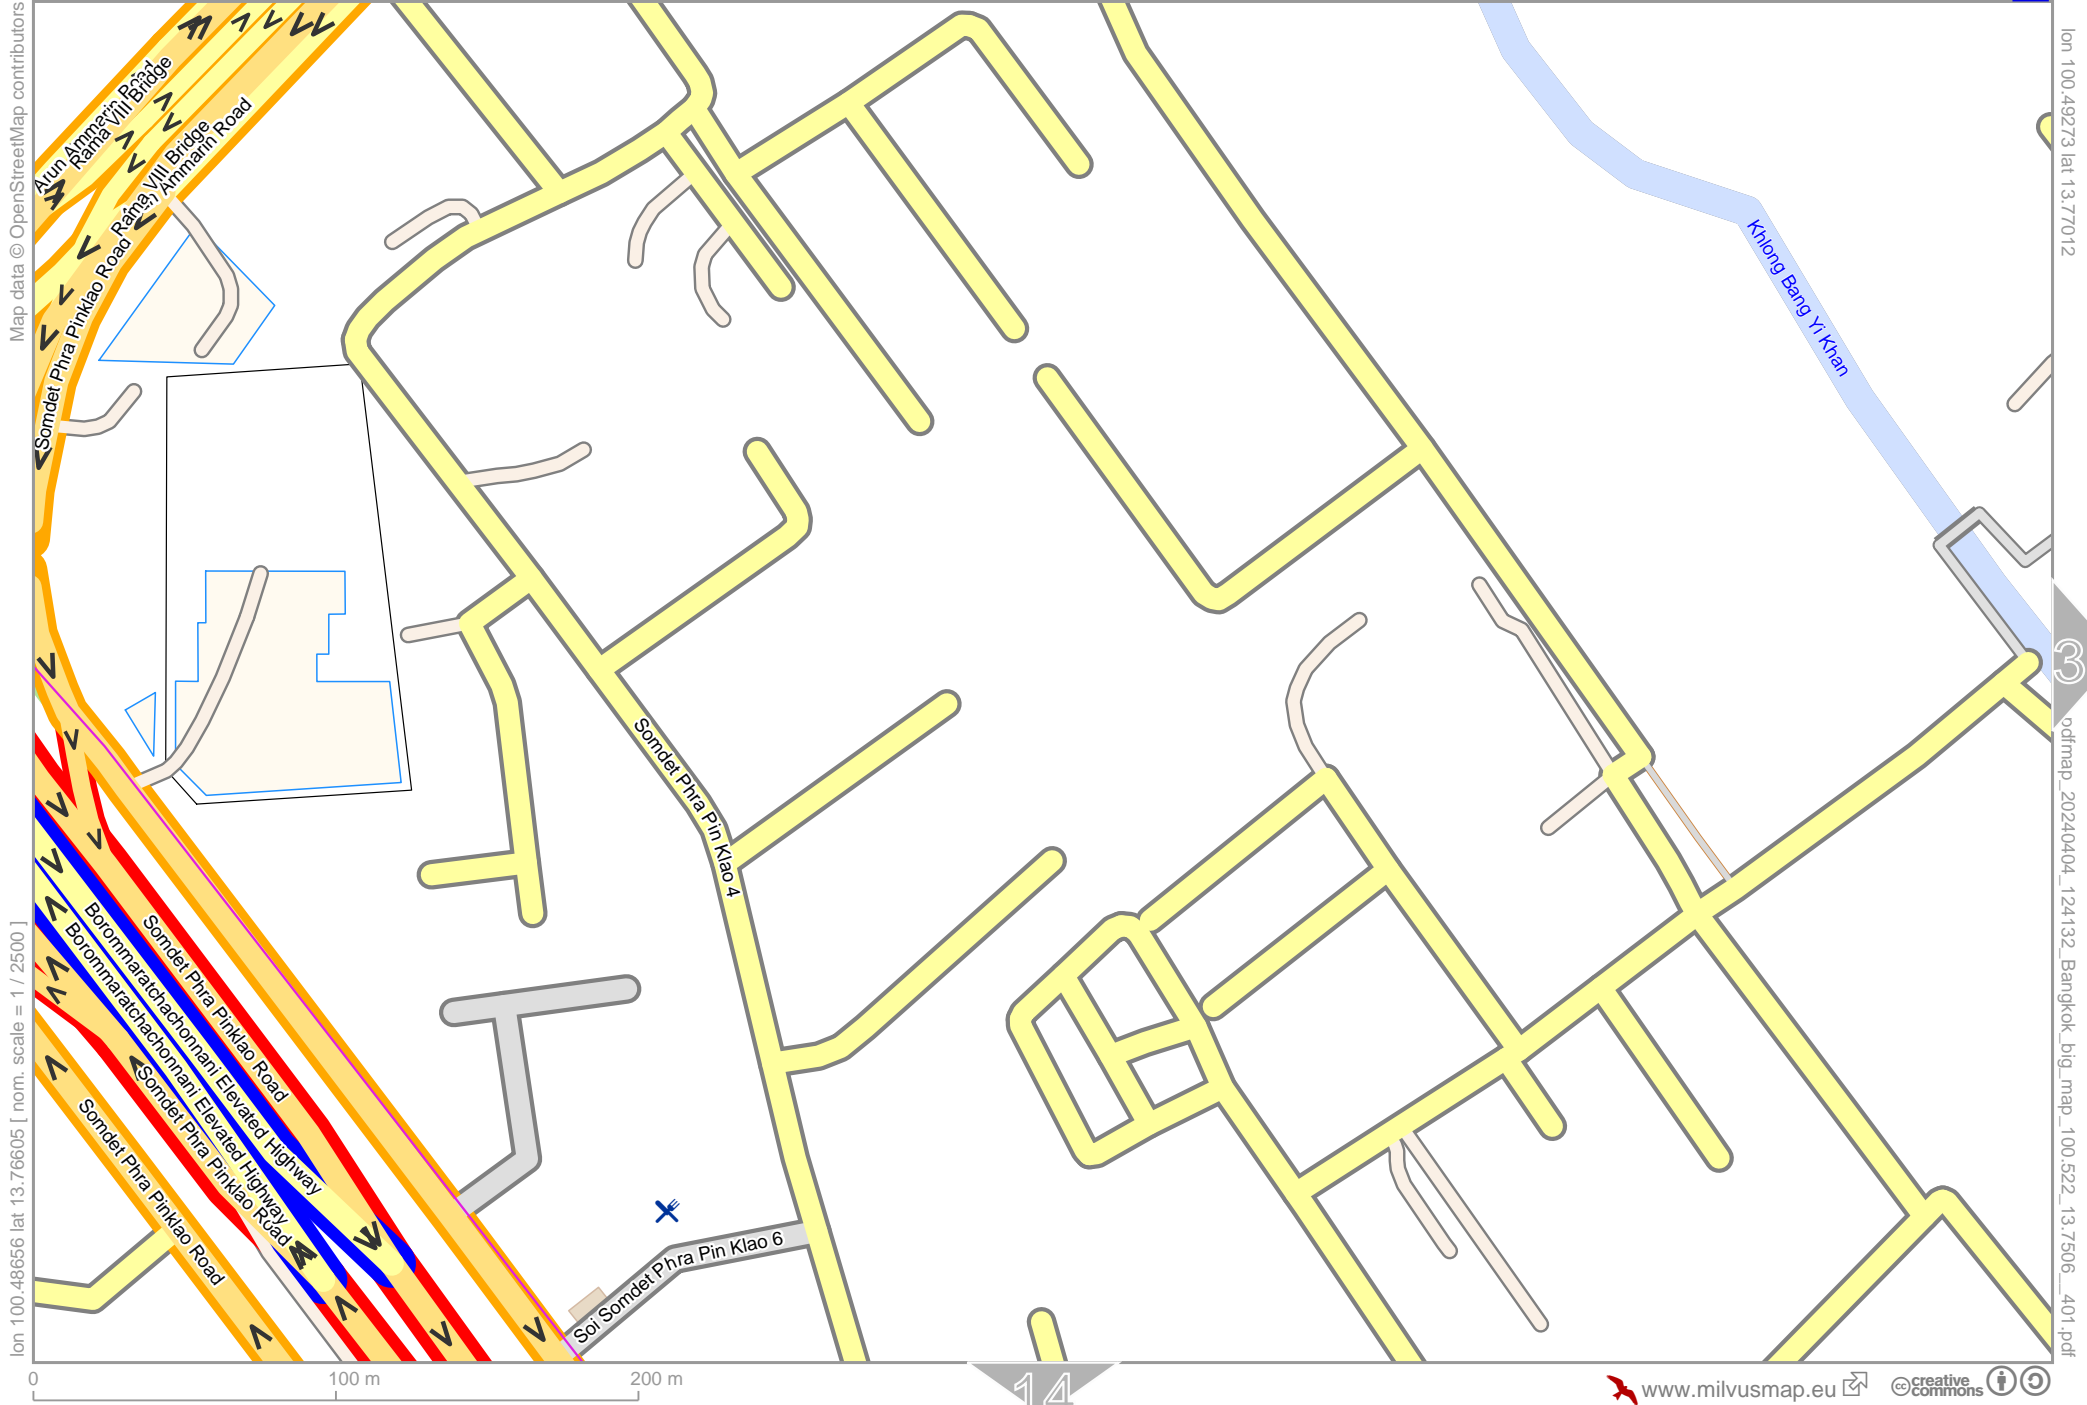 Map data © OpenStreetMap contributors
lon 100.48656 lat 13.76605 [ nom. scale = 1 / 2500 ]
lon 100.49273 lat 13.77012
pdfmap_20240404_124132_Bangkok_big_map_100.522_13.7506__401.pdf
Arun Ammarin Road
Rama VIII Bridge
Rama VIII Bridge
Ammarin Road
Somdet Phra Pinklao Road
Khlong Bang Yi Khan
3
Somdet Phra Pin Klao 4
Somdet Phra Pinklao Road
Borommaratchachonnani Elevated Highway
Borommaratchachonnani Elevated Highway
Somdet Phra Pinklao Road
Somdet Phra Pinklao Road
Soi Somdet Phra Pin Klao 6
0
100 m
200 m
14
www.milvusmap.eu
cc creative commons